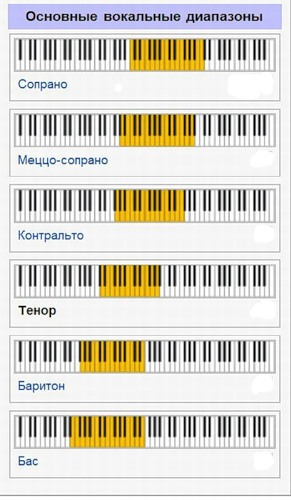 Основные вокальные диапазоны
Сопрано
Меццо-сопрано
Контральто
Тенор
Баритон
Бас